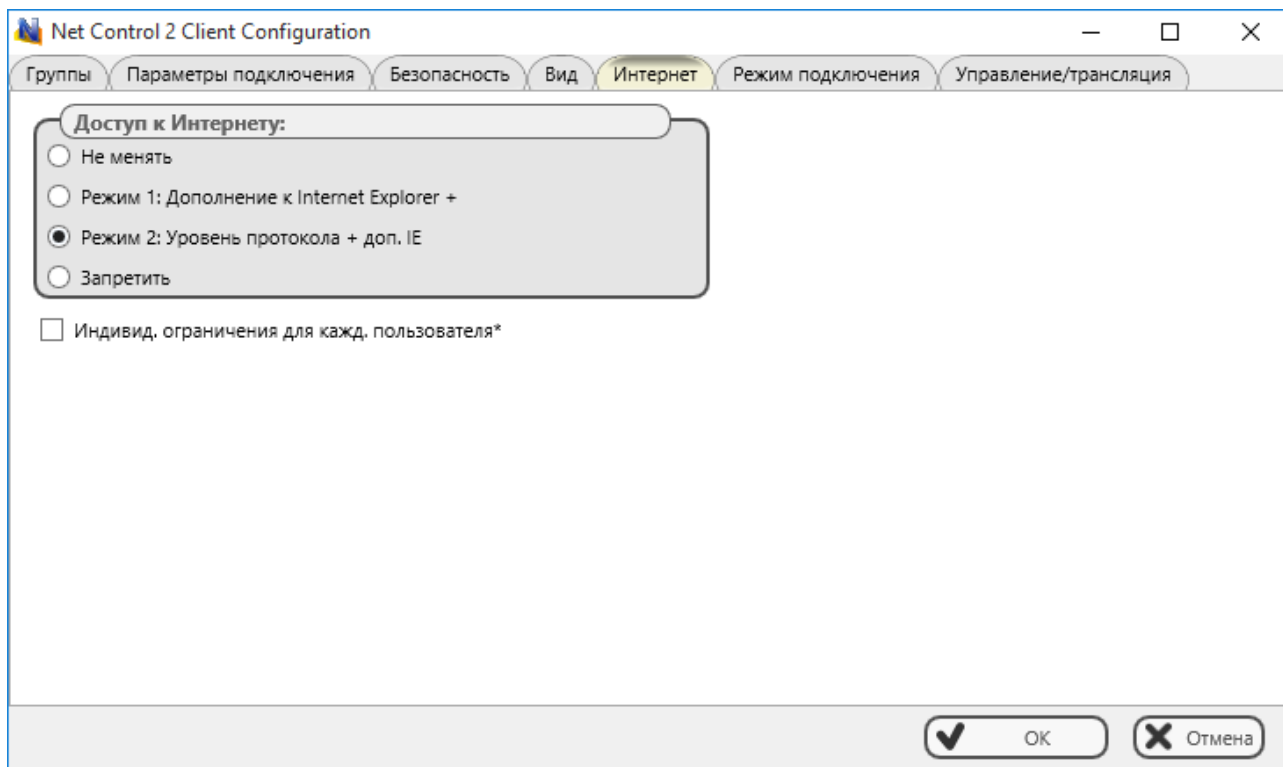 Net Control 2 Client Configuration
Группы Параметры подключения Безопасность Вид Интернет Режим подключения Управление/трансляция
Доступ к Интернету:
Не менять
Режим 1: Дополнение к Internet Explorer +
Режим 2: Уровень протокола + доп. IE
Запретить
Индивид. ограничения для кажд. пользователя*
ОК Отмена